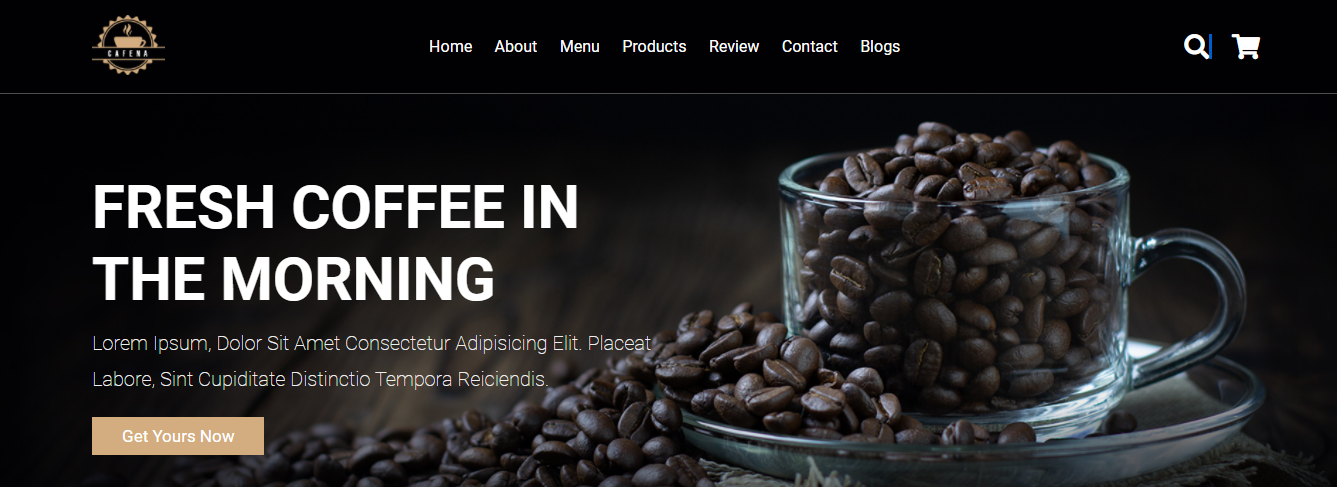 CAFENA
Home About Menu Products Review Contact Blogs
FRESH COFFEE IN
THE MORNING
Lorem Ipsum, Dolor Sit Amet Consectetur Adipisicing Elit. Placeat
Labore, Sint Cupiditate Distinctio Tempora Reiciendis.
Get Yours Now